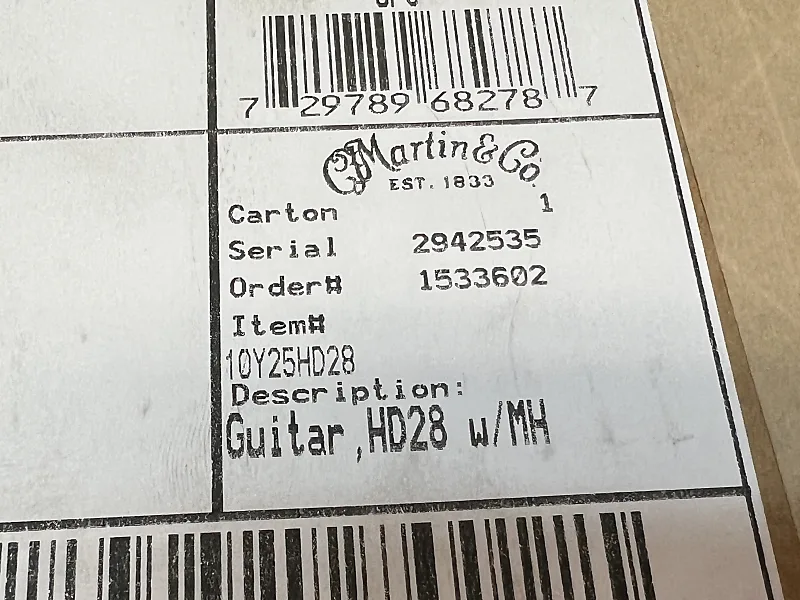 7 29789 68278 7
Martin & Co
EST. 1833
Carton 1
Serial 2942535
Order# 1533602
Item#
10Y25HD28
Description:
Guitar,HD28 w/MH